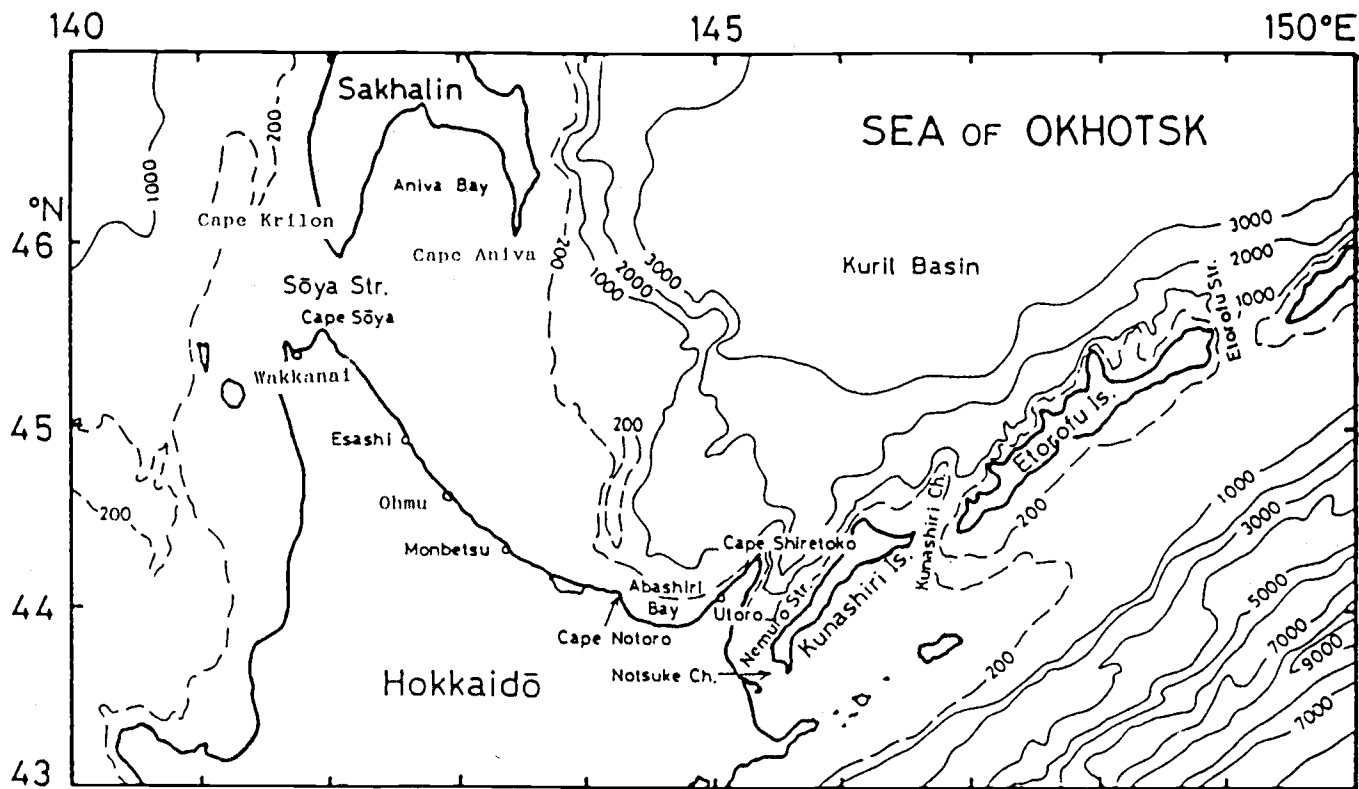 140
145
150°E
Sakhalin
SEA OF OKHOTSK
200
1000
Aniva Bay
°N
Cape Krilon
46
Cape Aniva
200
1000
2000
3000
Kuril Basin
3000
2000
1000
Etorofu Str.
Sōya Str.
Cape Sōya
Wakkanai
45
Esashi
200
Etorofu Is.
Ohmu
200
Kunashiri Ch.
200
1000
3000
Monbetsu
Cape Shiretoko
Abashiri
Bay
44
Utoro
Nemuro Str.
Kunashiri Is.
5000
Cape Notoro
7000
Notsuke Ch.
200
9000
Hokkaidō
7000
43